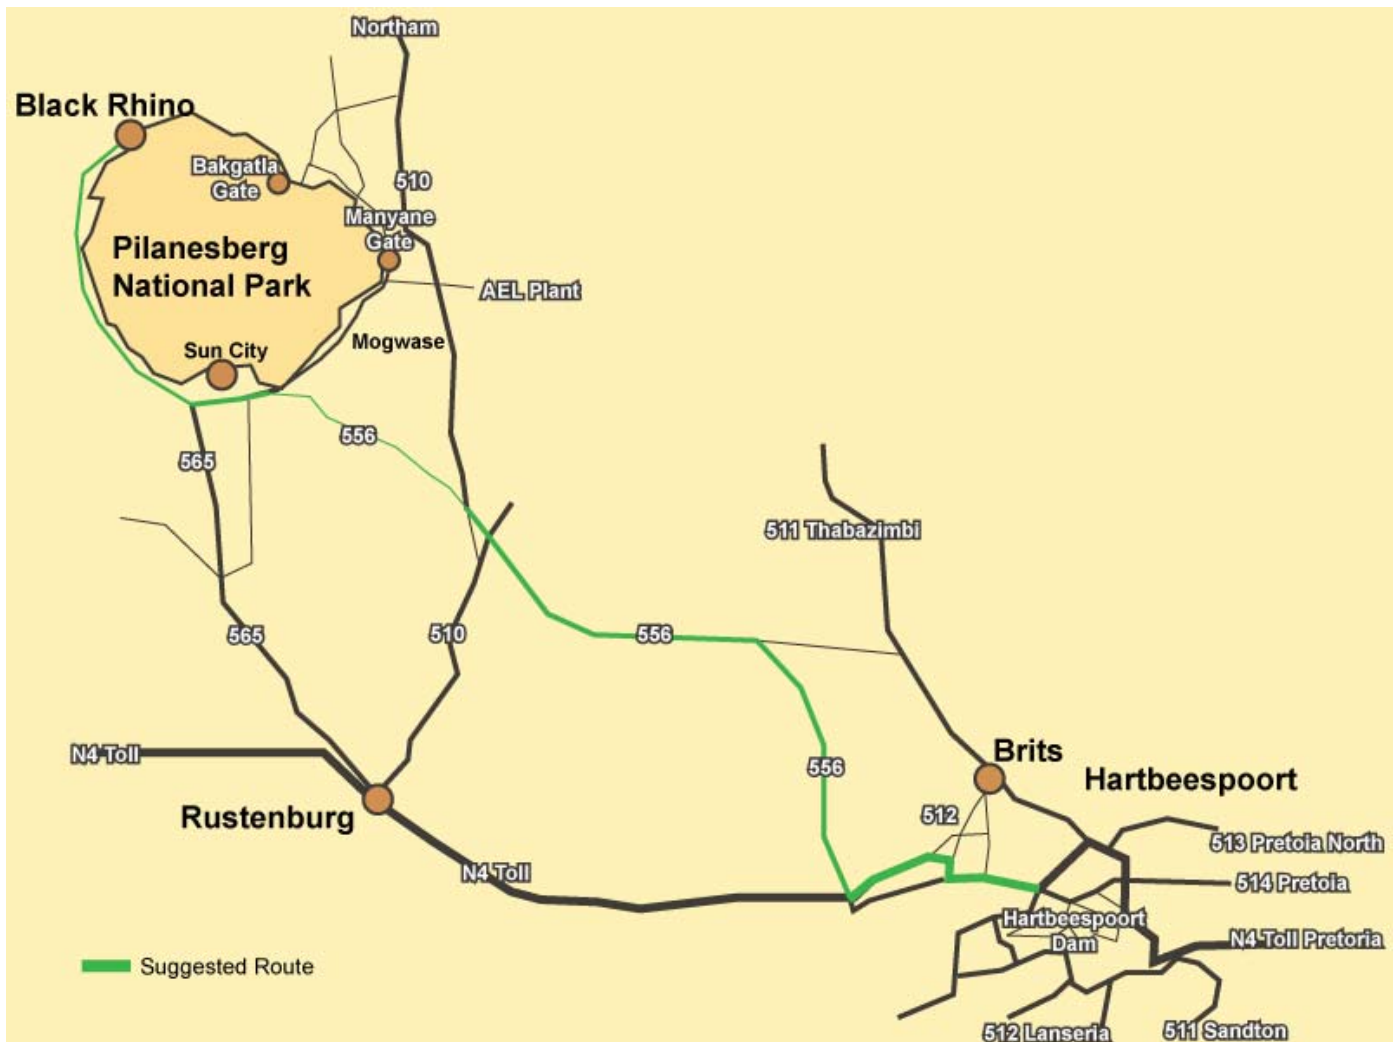 Northam
Black Rhino
Bakgatla
Gate
510
Manyane
Gate
Pilanesberg
National Park
AEL Plant
Mogwase
Sun City
556
565
511 Thabazimbi
565
510
556
N4 Toll
Brits
556
Hartbeespoort
Rustenburg
512
513 Pretoia North
N4 Toll
514 Pretoia
Hartbeespoort
Dam
N4 Toll Pretoria
Suggested Route
512 Lanseria
511 Sandton